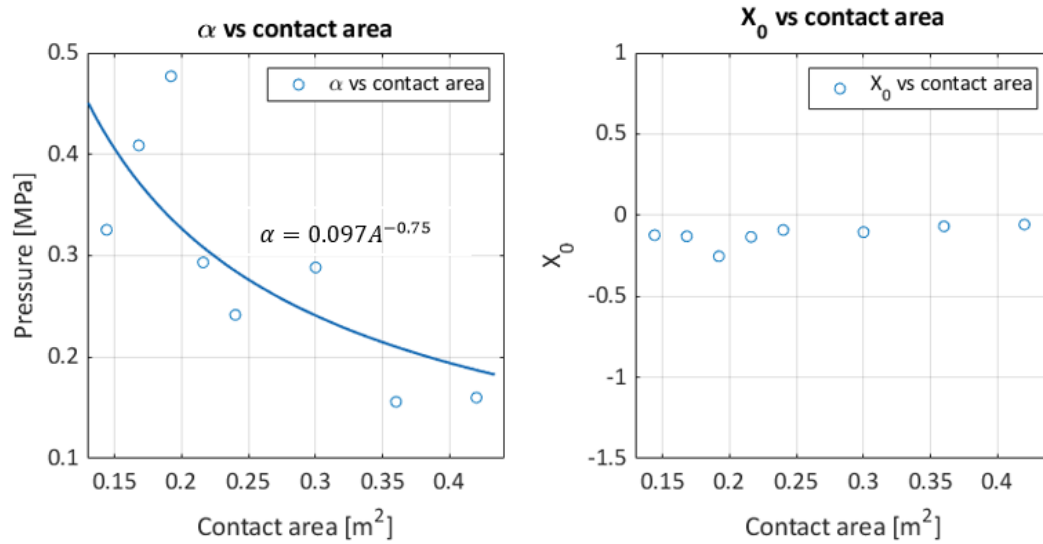 α vs contact area
α vs contact area
0.5
0.4
0.3
0.2
0.1
Pressure [MPa]
α = 0.097A^{-0.75}
0.15 0.2 0.25 0.3 0.35 0.4
Contact area [m²]
X₀ vs contact area
X₀ vs contact area
1
0.5
0
-0.5
-1
-1.5
X₀
0.15 0.2 0.25 0.3 0.35 0.4
Contact area [m²]